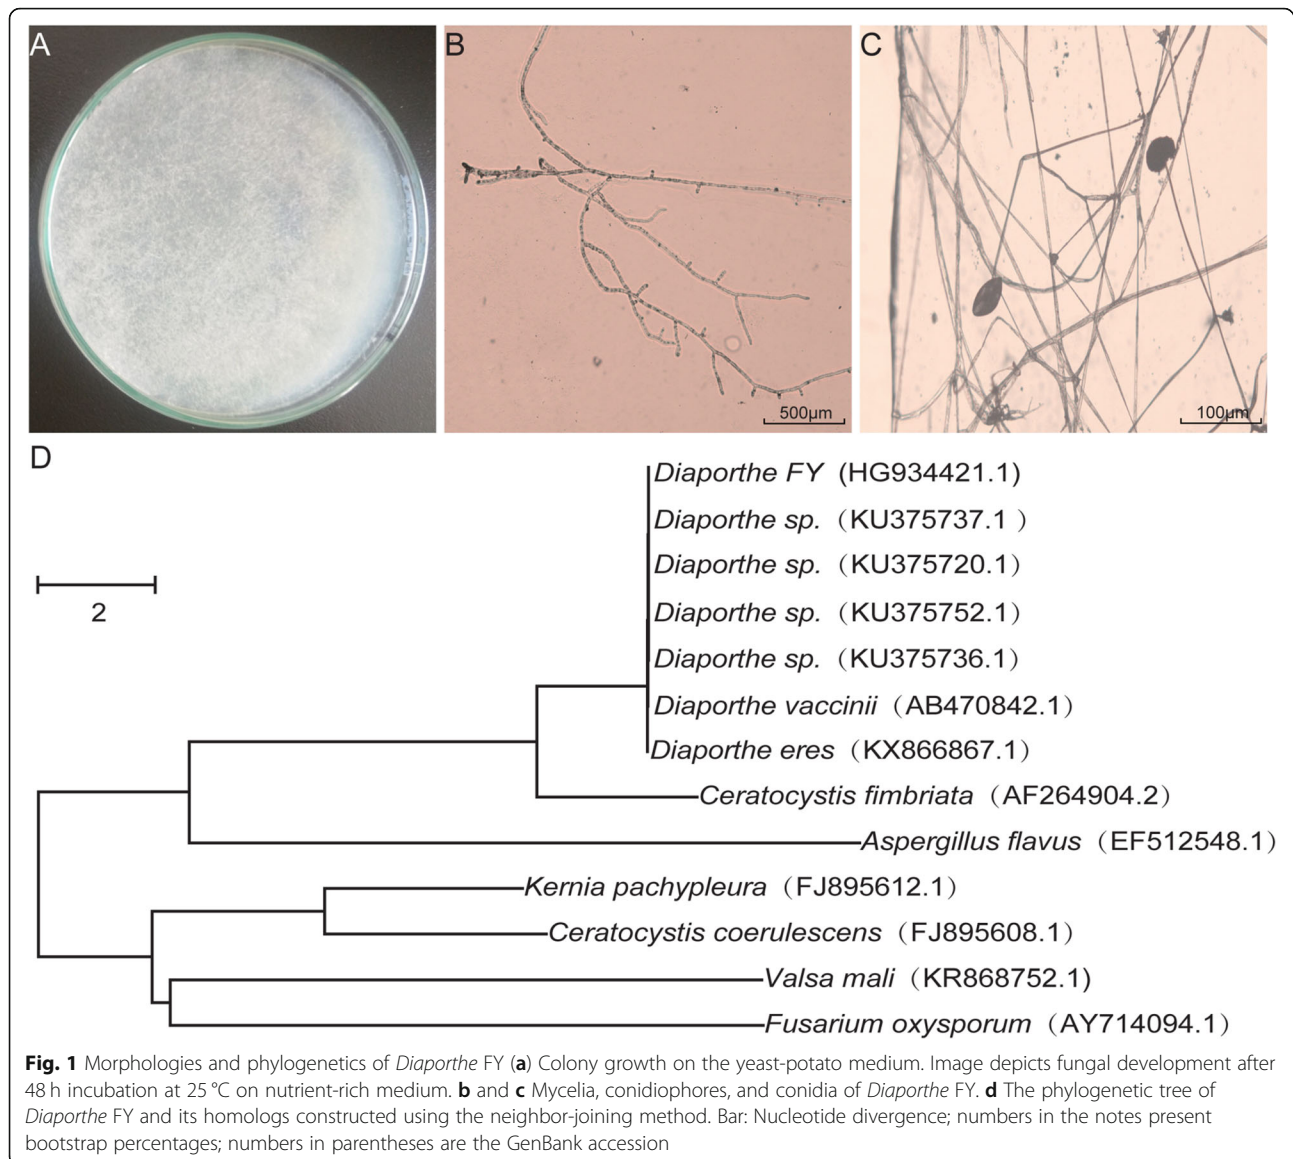 A
B
C
500μm
100μm
D
Diaporthe FY (HG934421.1)
Diaporthe sp. (KU375737.1 )
Diaporthe sp. (KU375720.1)
2
Diaporthe sp. (KU375752.1)
Diaporthe sp. (KU375736.1)
Diaporthe vaccinii (AB470842.1)
Diaporthe eres (KX866867.1)
Ceratocystis fimbriata (AF264904.2)
Aspergillus flavus (EF512548.1)
Kernia pachypleura (FJ895612.1)
Ceratocystis coerulescens (FJ895608.1)
Valsa mali (KR868752.1)
Fusarium oxysporum (AY714094.1)
Fig. 1 Morphologies and phylogenetics of Diaporthe FY (a) Colony growth on the yeast-potato medium. Image depicts fungal development after
48 h incubation at 25 °C on nutrient-rich medium. b and c Mycelia, conidiophores, and conidia of Diaporthe FY. d The phylogenetic tree of
Diaporthe FY and its homologs constructed using the neighbor-joining method. Bar: Nucleotide divergence; numbers in the notes present
bootstrap percentages; numbers in parentheses are the GenBank accession